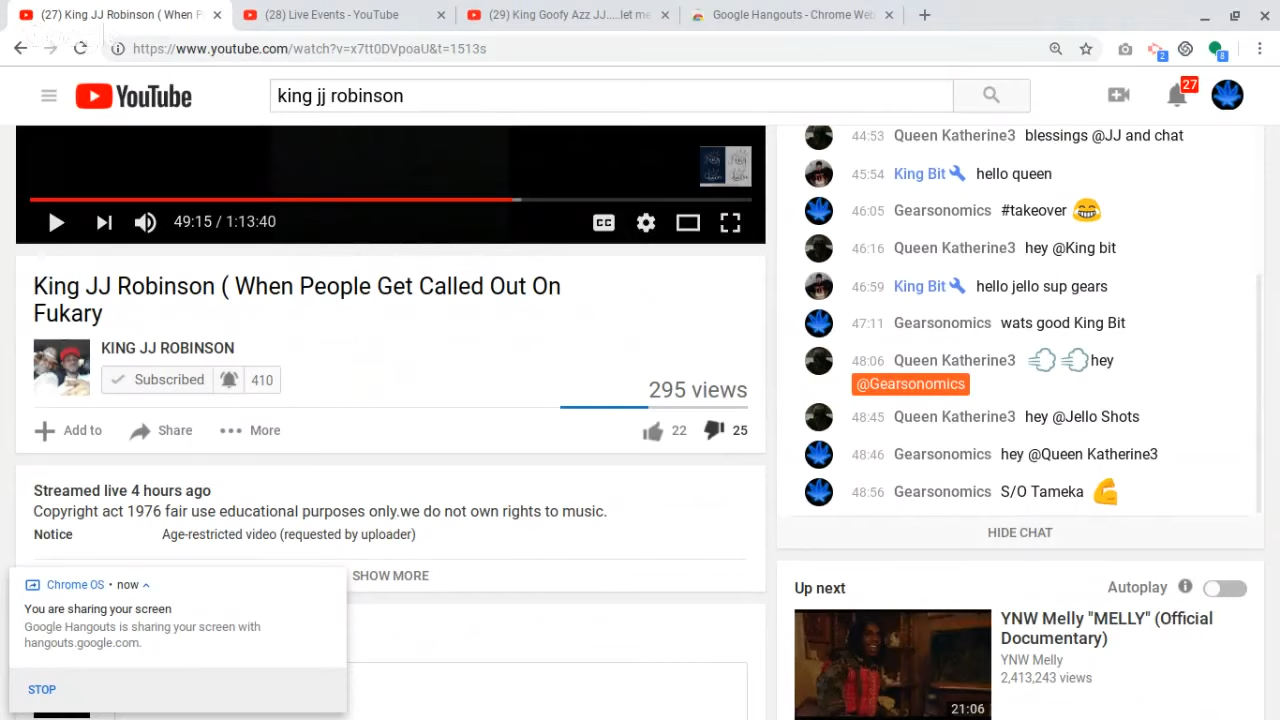 (27) King JJ Robinson ( When P
(28) Live Events - YouTube
(29) King Goofy Azz JJ.....let me
Google Hangouts - Chrome Web
https://www.youtube.com/watch?v=x7tt0DVpoaU&t=1513s
2
8
YouTube
king jj robinson
27
44:53 Queen Katherine3 blessings @JJ and chat
45:54 King Bit hello queen
46:05 Gearsonomics #takeover
46:16 Queen Katherine3 hey @King bit
46:59 King Bit hello jello sup gears
47:11 Gearsonomics wats good King Bit
48:06 Queen Katherine3 hey
@Gearsonomics
48:45 Queen Katherine3 hey @Jello Shots
48:46 Gearsonomics hey @Queen Katherine3
48:56 Gearsonomics S/O Tameka
HIDE CHAT
49:15 / 1:13:40
CC
King JJ Robinson ( When People Get Called Out On
Fukary
KING JJ ROBINSON
Subscribed 410
295 views
Add to Share More
22 25
Streamed live 4 hours ago
Copyright act 1976 fair use educational purposes only.we do not own rights to music.
Notice Age-restricted video (requested by uploader)
SHOW MORE
Chrome OS • now
You are sharing your screen
Google Hangouts is sharing your screen with
hangouts.google.com.
STOP
Up next
Autoplay
YNW Melly "MELLY" (Official
Documentary)
YNW Melly
2,413,243 views
21:06